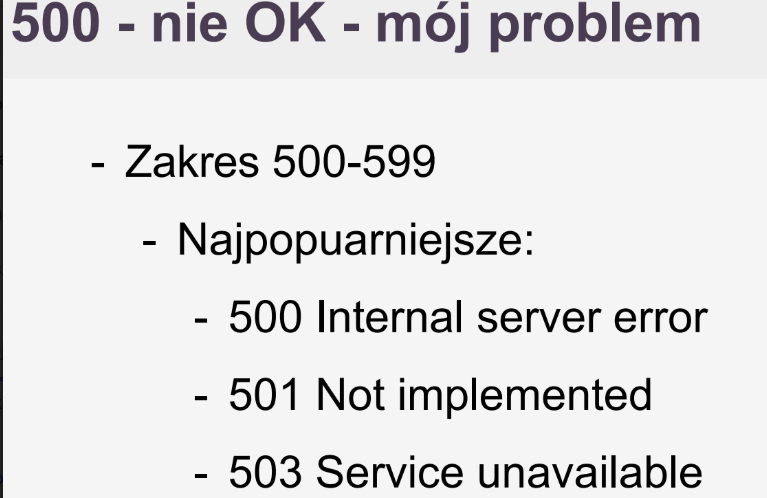 500 - nie OK - mój problem
- Zakres 500-599
- Najpopuarniejsze:
- 500 Internal server error
- 501 Not implemented
- 503 Service unavailable